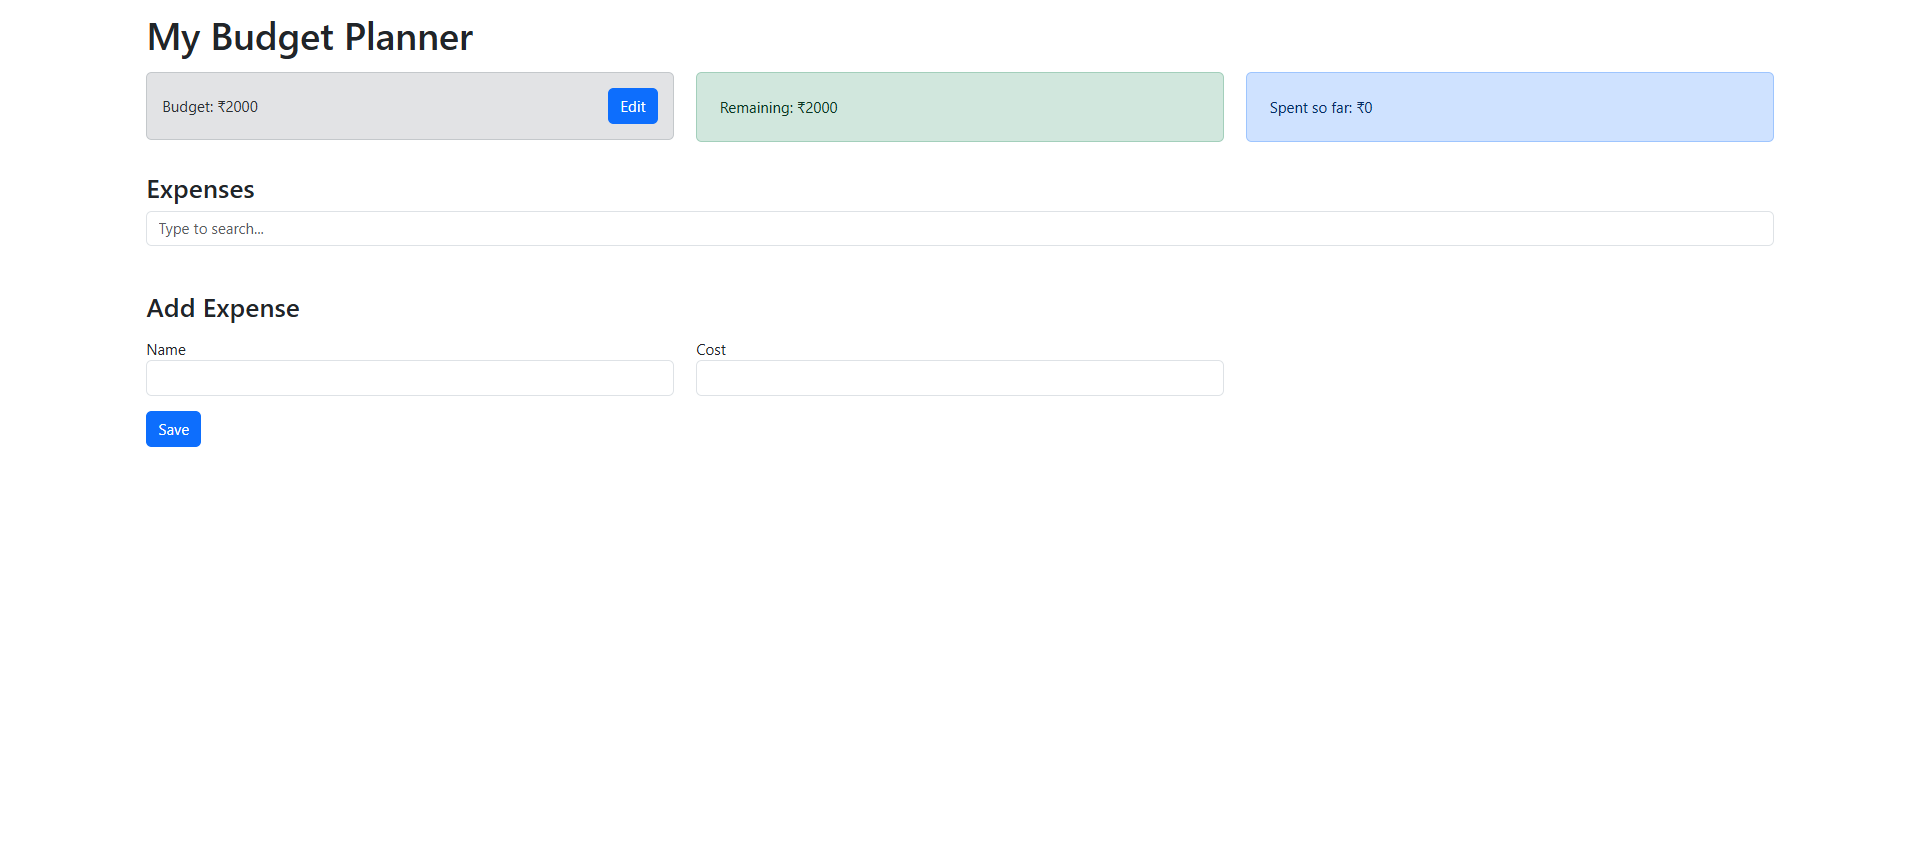 My Budget Planner
Budget: ₹2000
Edit
Remaining: ₹2000
Spent so far: ₹0
Expenses
Type to search...
Add Expense
Name
Cost
Save